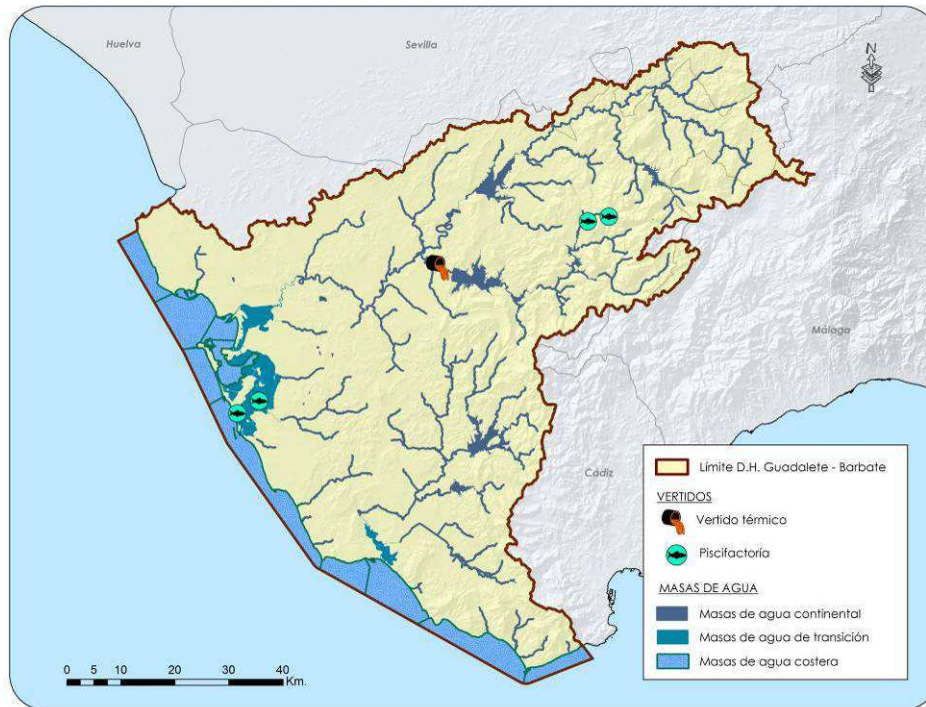 Huelva
Sevilla
N
Málaga
Cádiz
Límite D.H. Guadalete - Barbate
VERTIDOS
Vertido térmico
Piscifactoría
MASAS DE AGUA
Masas de agua continental
Masas de agua de transición
Masas de agua costera
0 5 10 20 30 40
Km.